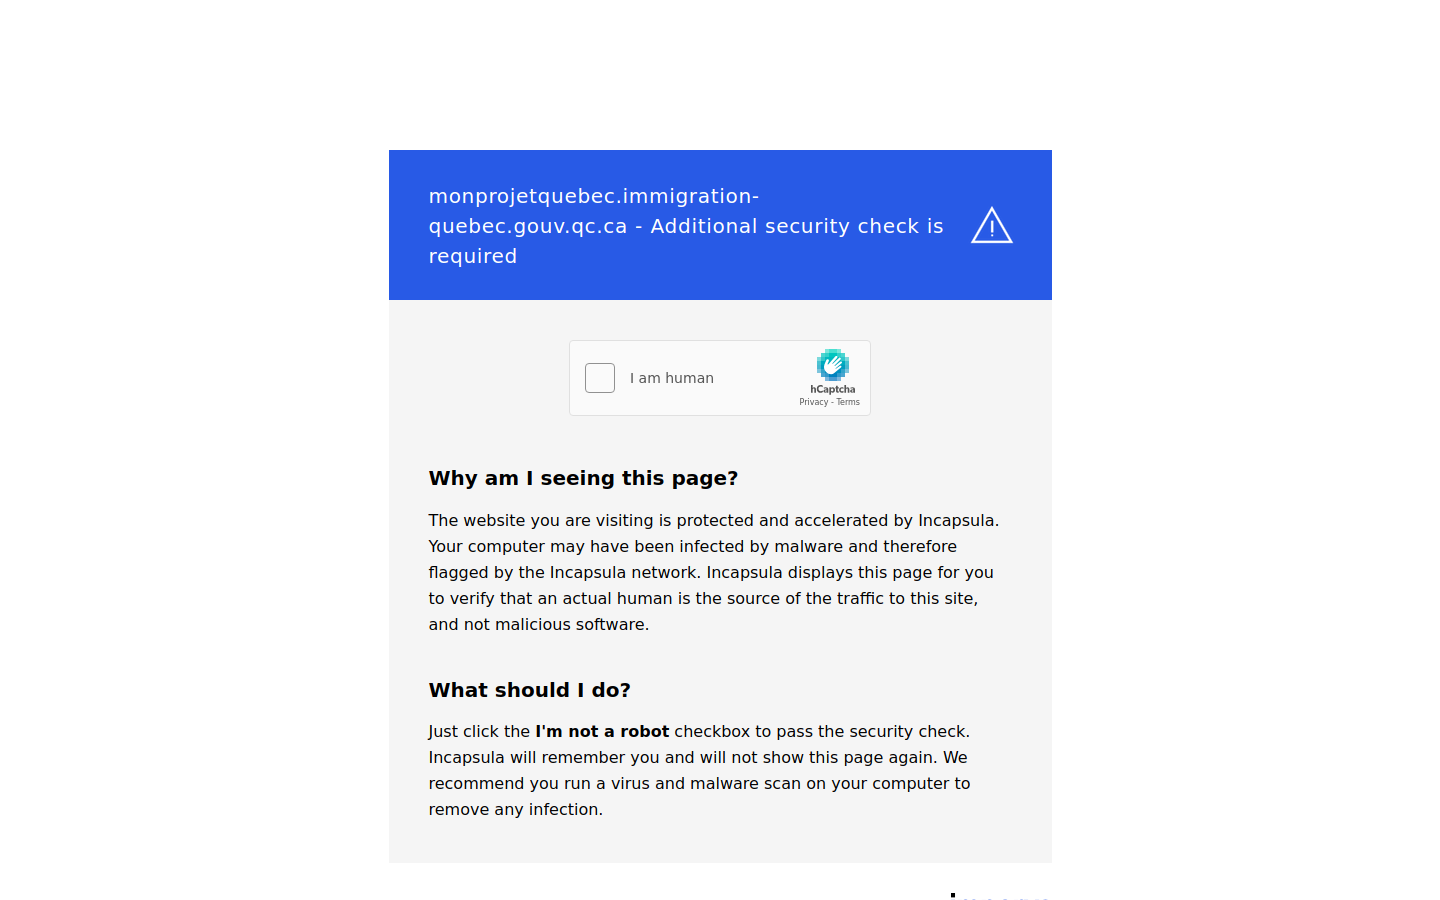 monprojetquebec.immigration-
quebec.gouv.qc.ca - Additional security check is
required
I am human
hCaptcha
Privacy - Terms
Why am I seeing this page?
The website you are visiting is protected and accelerated by Incapsula.
Your computer may have been infected by malware and therefore
flagged by the Incapsula network. Incapsula displays this page for you
to verify that an actual human is the source of the traffic to this site,
and not malicious software.
What should I do?
Just click the I'm not a robot checkbox to pass the security check.
Incapsula will remember you and will not show this page again. We
recommend you run a virus and malware scan on your computer to
remove any infection.